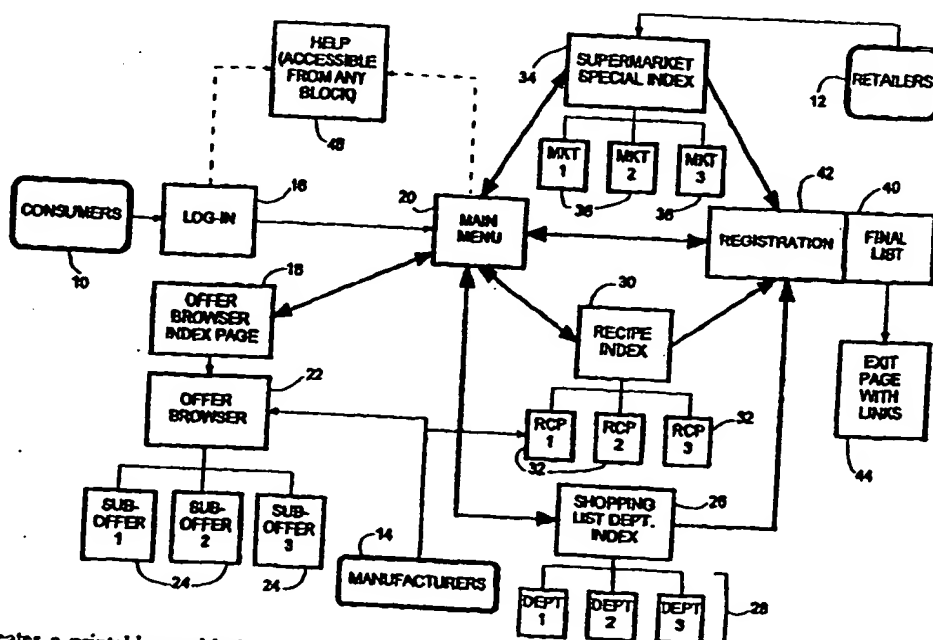 HELP
(ACCESSIBLE
FROM ANY
BLOCK)
48
34
SUPERMARKET
SPECIAL INDEX
12
RETAILERS
MKT
1
MKT
2
MKT
3
36
36
CONSUMERS
10
16
LOG-IN
20
MAIN
MENU
42
40
REGISTRATION
FINAL
LIST
18
OFFER
BROWSER
INDEX PAGE
30
RECIPE
INDEX
EXIT
PAGE
WITH
LINKS
44
22
OFFER
BROWSER
RCP
1
RCP
2
RCP
3
32
32
SUB-
OFFER
1
SUB-
OFFER
2
SUB-
OFFER
3
24
24
14
MANUFACTURERS
26
SHOPPING
LIST DEPT.
INDEX
DEPT
1
DEPT
2
DEPT
3
28
a printable